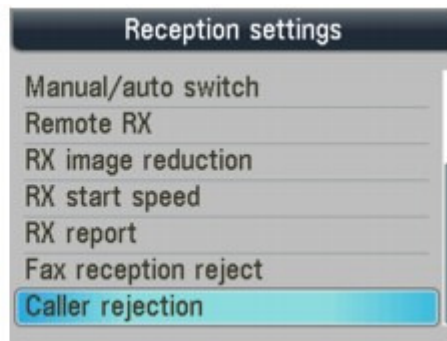 Reception settings
Manual/auto switch
Remote RX
RX image reduction
RX start speed
RX report
Fax reception reject
Caller rejection